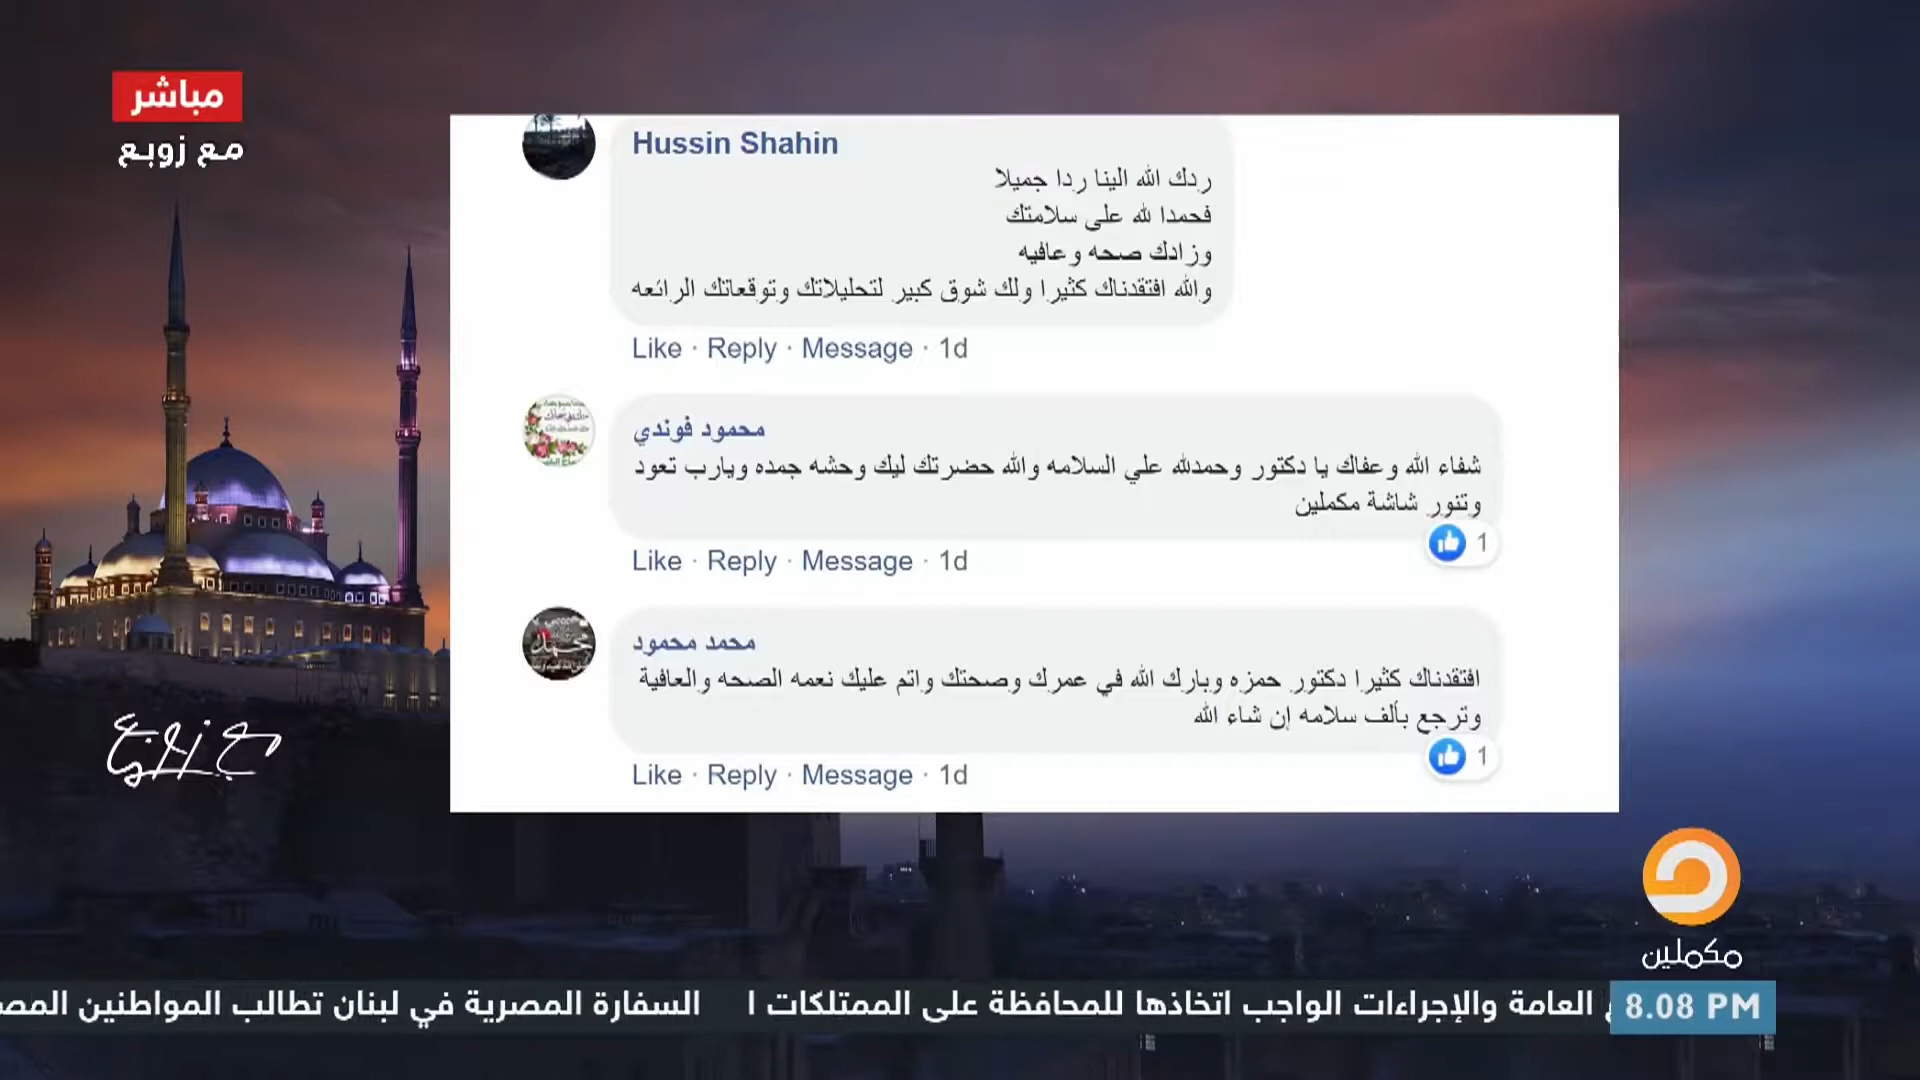 مباشر
مع زوبع
Hussin Shahin
ردك الله الينا ردا جميلا
فحمدا لله على سلامتك
وزادك صحه وعافيه
والله افتقدناك كثيرا ولك شوق كبير لتحليلاتك وتوقعاتك الرائعه
Like · Reply · Message · 1d
محمود فوندي
شفاء الله وعفاك يا دكتور وحمدلله علي السلامه والله حضرتك ليك وحشه جمده ويارب تعود
وتنور شاشة مكملين
1
Like · Reply · Message · 1d
محمد محمود
افتقدناك كثيرا دكتور حمزه وبارك الله في عمرك وصحتك واتم عليك نعمه الصحه والعافية
وترجع بألف سلامه إن شاء الله
1
Like · Reply · Message · 1d
مع زوبع
مكملين
العامة والإجراءات الواجب اتخاذها للمحافظة على الممتلكات ا
السفارة المصرية في لبنان تطالب المواطنين المص
8.08 PM